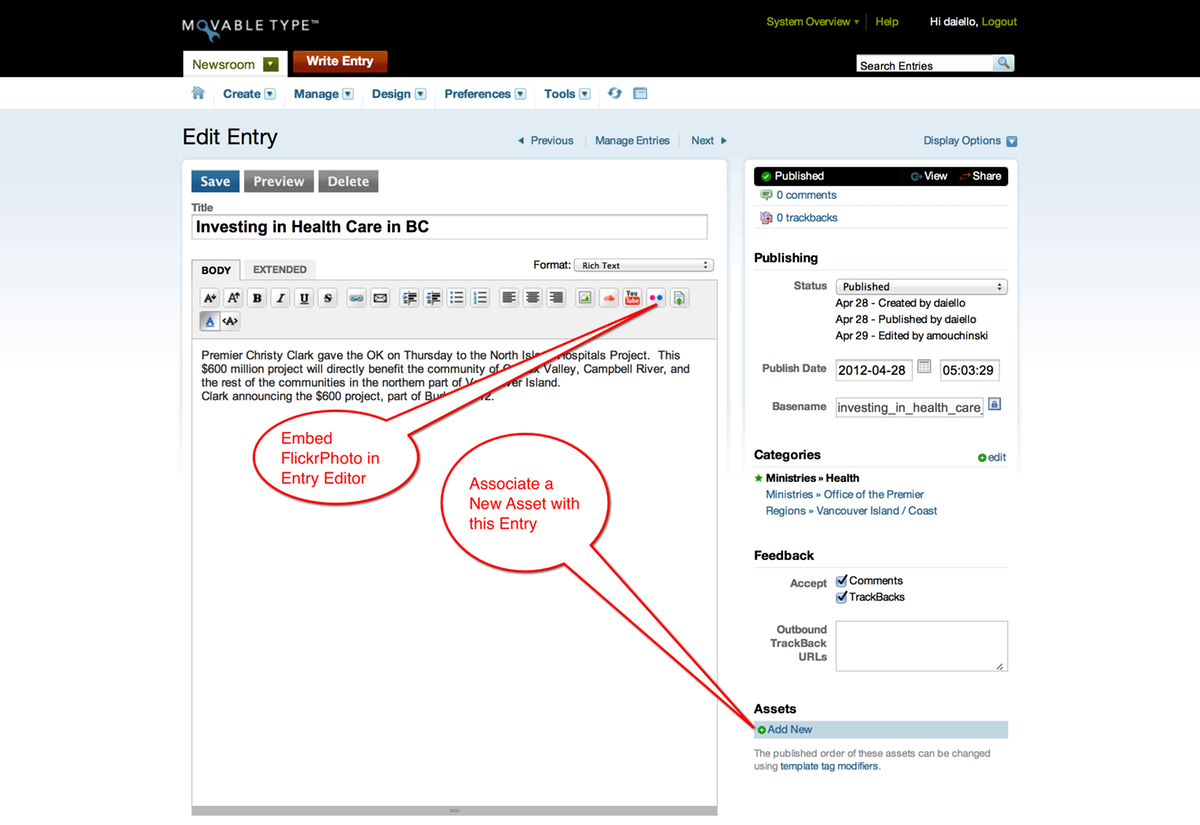 MOVABLE TYPE™
System Overview
Help
Hi daiello, Logout
Newsroom
Write Entry
Search Entries
Create
Manage
Design
Preferences
Tools
Edit Entry
Previous
Manage Entries
Next
Display Options
Save
Preview
Delete
Title
Investing in Health Care in BC
BODY
EXTENDED
Format:
Rich Text
A
A
B
I
U
S
You
Tube
A
<A>
Premier Christy Clark gave the OK on Thursday to the North Hospitals Project. This
$600 million project will directly benefit the community of Valley, Campbell River, and
the rest of the communities in the northern part of Island.
Clark announcing the $600 project, part of
Embed
FlickrPhoto in
Entry Editor
Associate a
New Asset with
this Entry
Published
View
Share
0 comments
0 trackbacks
Publishing
Status
Published
Apr 28 - Created by daiello
Apr 28 - Published by daiello
Apr 29 - Edited by amouchinski
Publish Date
2012-04-28
05:03:29
Basename
investing_in_health_care_
Categories
edit
Ministries » Health
Ministries » Office of the Premier
Regions » Vancouver Island / Coast
Feedback
Accept
Comments
TrackBacks
Outbound
TrackBack
URLs
Assets
Add New
The published order of these assets can be changed
using template tag modifiers.